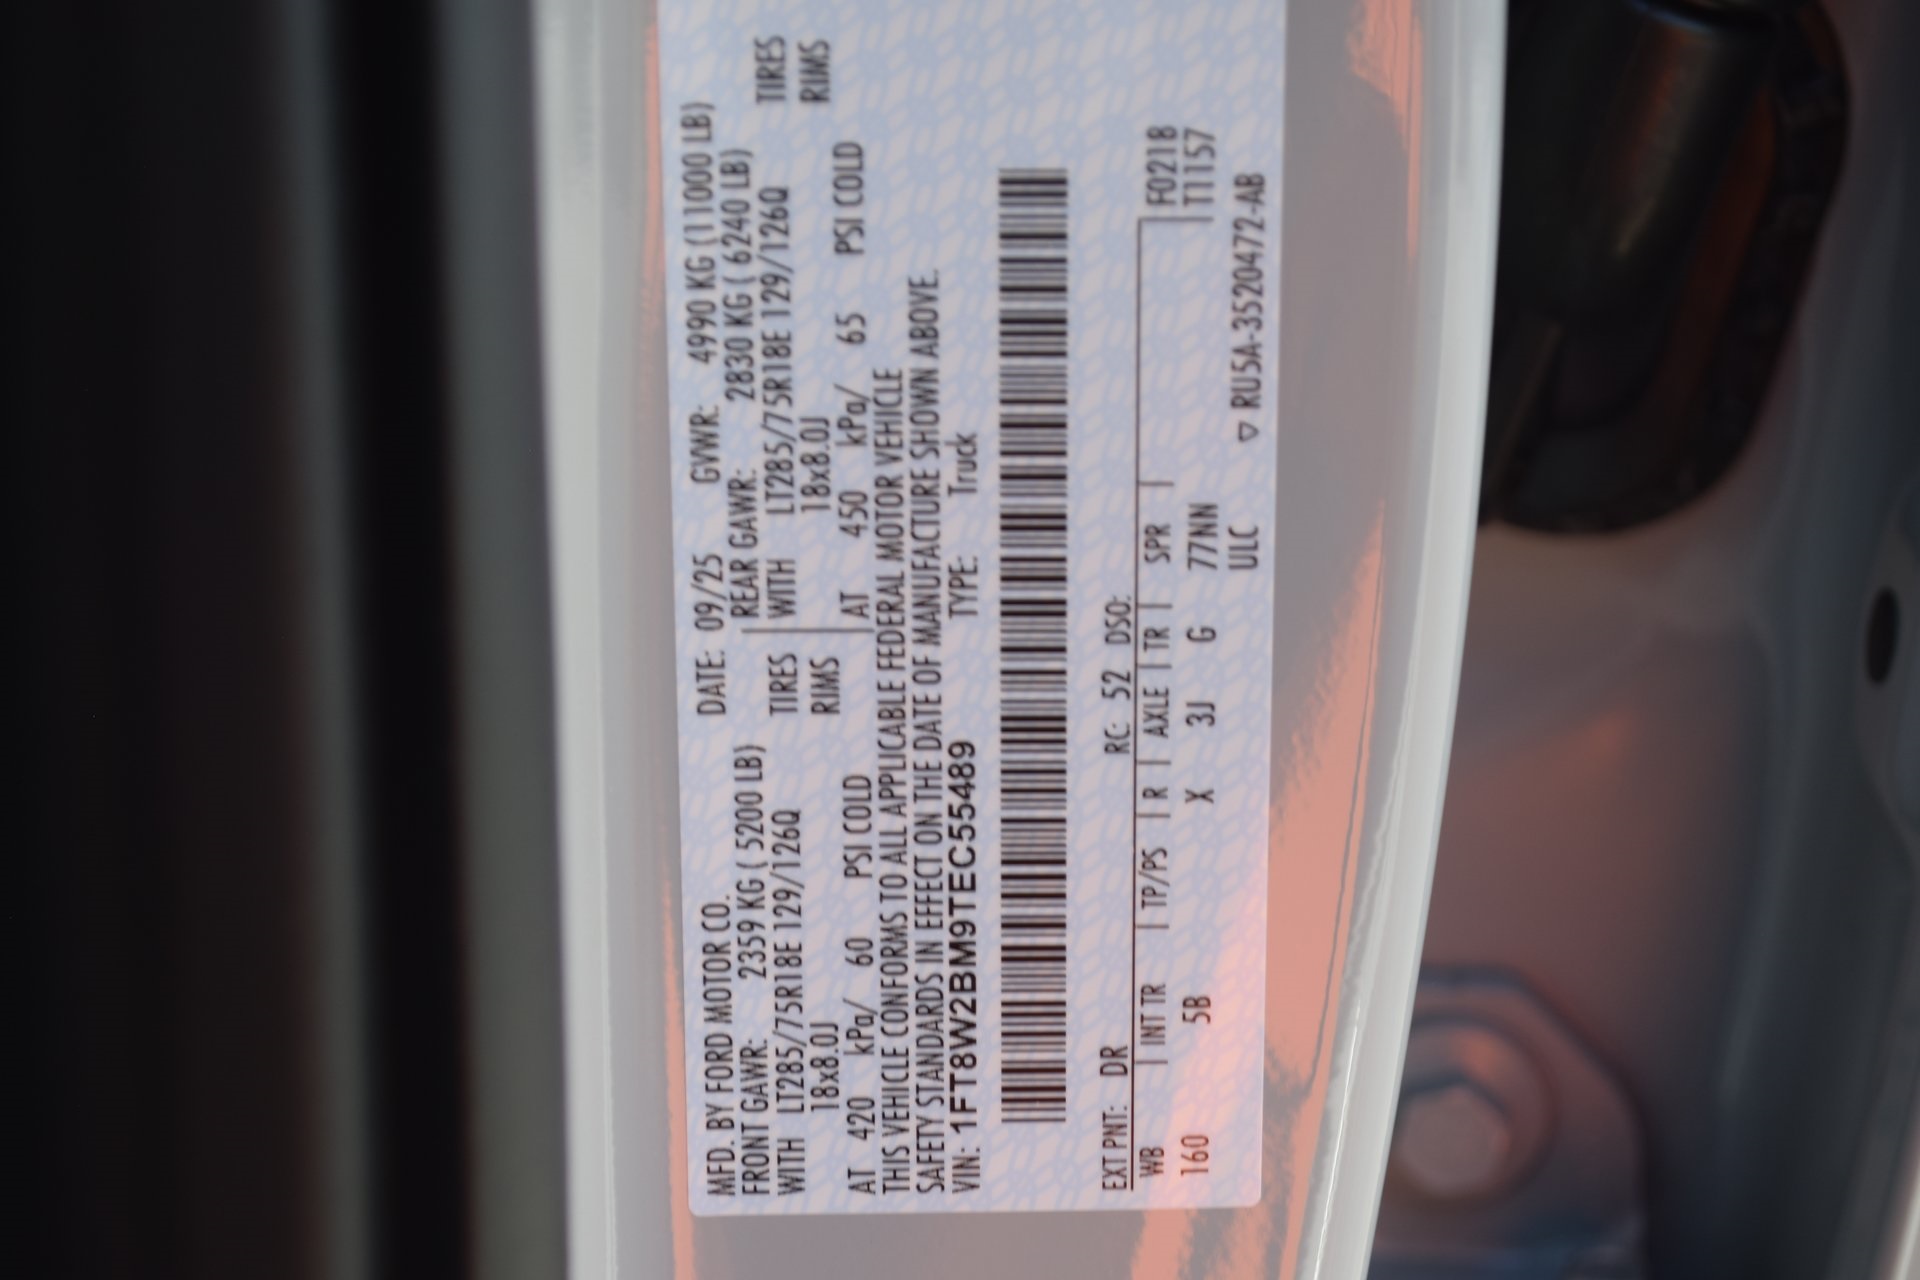 MFD. BY FORD MOTOR CO. DATE: 09/25 GVWR: 4990 KG (11000 LB)
FRONT GAWR: 2359 KG ( 5200 LB) REAR GAWR: 2830 KG ( 6240 LB)
WITH LT285/75R18E 129/126Q TIRES WITH LT285/75R18E 129/126Q TIRES
18x8.0J RIMS 18x8.0J RIMS
AT 420 kPa/ 60 PSI COLD AT 450 kPa/ 65 PSI COLD
THIS VEHICLE CONFORMS TO ALL APPLICABLE FEDERAL MOTOR VEHICLE
SAFETY STANDARDS IN EFFECT ON THE DATE OF MANUFACTURE SHOWN ABOVE.
VIN: 1FT8W2BM9TEC55489 TYPE: Truck
EXT PNT: DR RC: 52 DSO:
WB INT TR TP/PS R AXLE TR SPR F0218
160 5B X 3J G 77NN T1157
ULC ▽ RU5A-3520472-AB